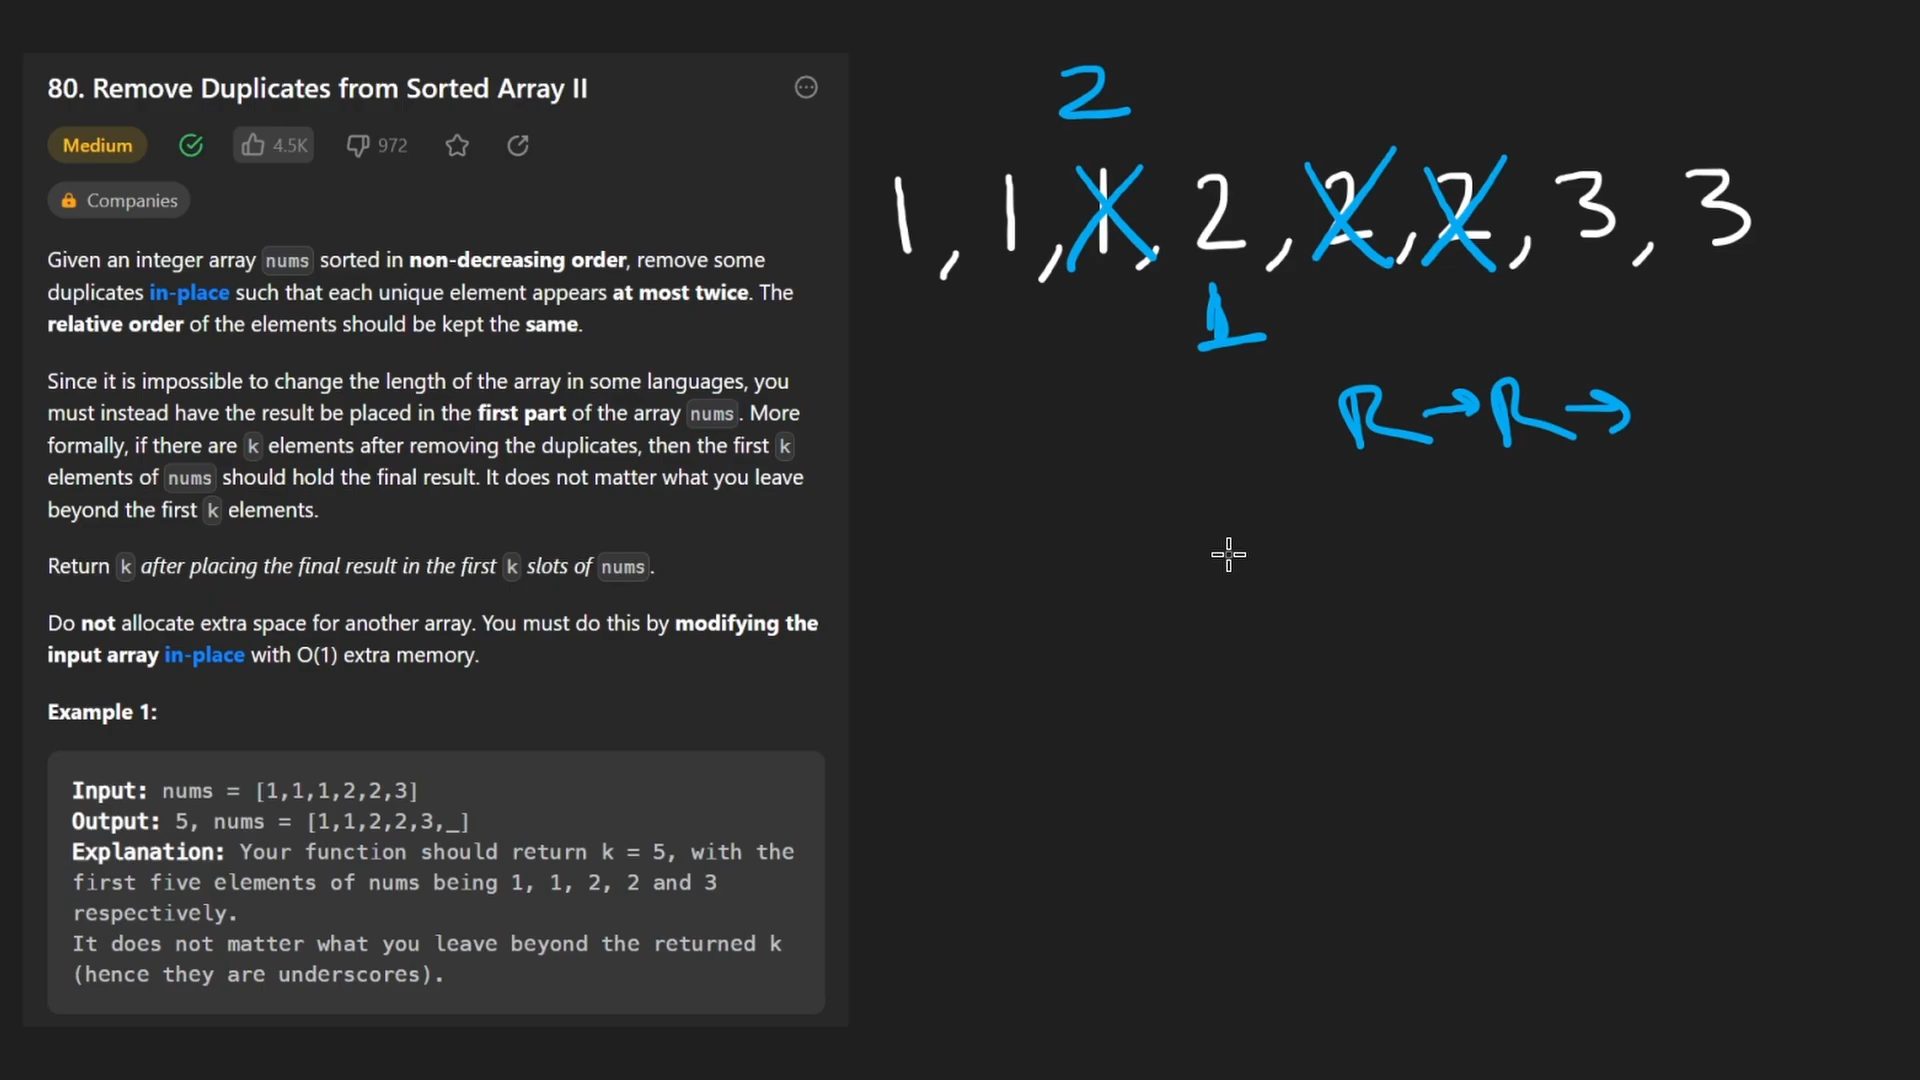 80. Remove Duplicates from Sorted Array II
Medium
4.5K
972
Companies
Given an integer array nums sorted in non-decreasing order, remove some
duplicates in-place such that each unique element appears at most twice. The
relative order of the elements should be kept the same.
Since it is impossible to change the length of the array in some languages, you
must instead have the result be placed in the first part of the array nums. More
formally, if there are k elements after removing the duplicates, then the first k
elements of nums should hold the final result. It does not matter what you leave
beyond the first k elements.
Return k after placing the final result in the first k slots of nums.
Do not allocate extra space for another array. You must do this by modifying the
input array in-place with O(1) extra memory.
Example 1:
Input: nums = [1,1,1,2,2,3]
Output: 5, nums = [1,1,2,2,3,_]
Explanation: Your function should return k = 5, with the
first five elements of nums being 1, 1, 2, 2 and 3
respectively.
It does not matter what you leave beyond the returned k
(hence they are underscores).
2
1, 1, 1, 2, 2, 2, 3, 3
1
R → R →